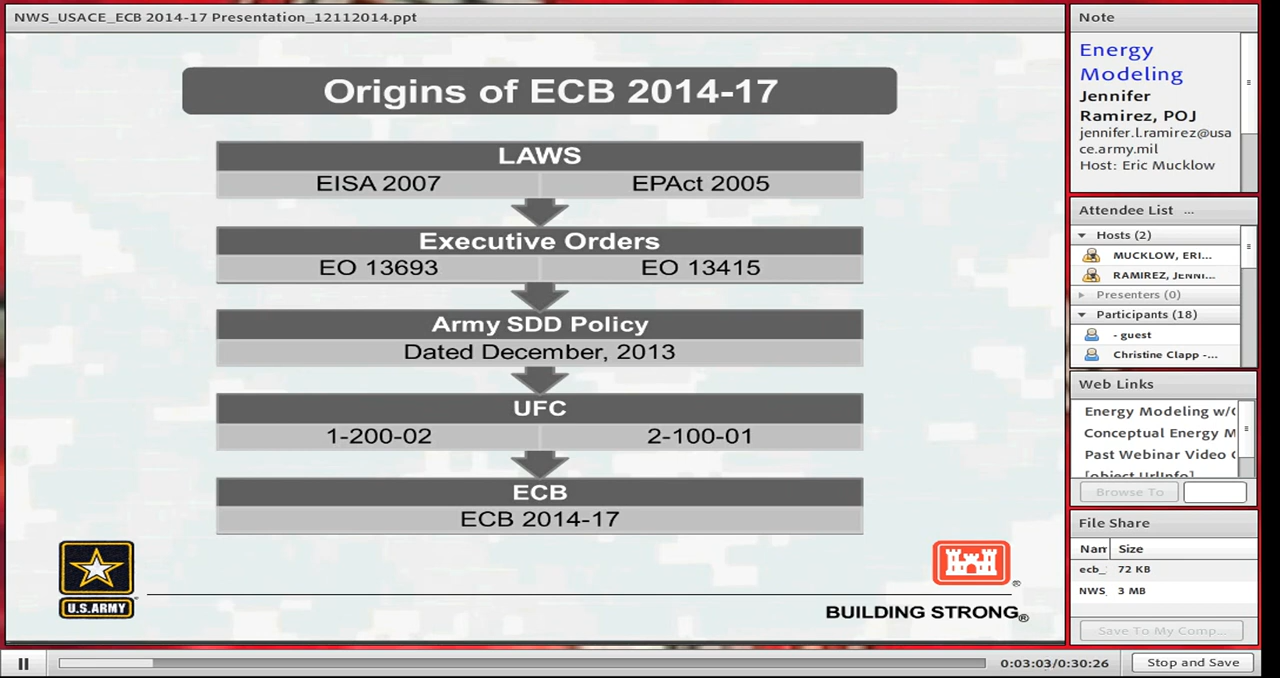 NWS_USACE_ECB 2014-17 Presentation_12112014.ppt
Origins of ECB 2014-17
LAWS
EISA 2007 EPAct 2005
Executive Orders
EO 13693 EO 13415
Army SDD Policy
Dated December, 2013
UFC
1-200-02 2-100-01
ECB
ECB 2014-17
U.S.ARMY
BUILDING STRONG®
Note
Energy
Modeling
Jennifer
Ramirez, POJ
jennifer.l.ramirez@usa
ce.army.mil
Host: Eric Mucklow
Attendee List ...
Hosts (2)
MUCKLOW, ERI...
RAMIREZ, JENNI...
Presenters (0)
Participants (18)
- guest
Christine Clapp -...
Web Links
Energy Modeling w/
Conceptual Energy M
Past Webinar Video
[object UrlInfo]
Browse To
File Share
Nam Size
ecb_ 72 KB
NWS_ 3 MB
Save To My Comp...
0:03:03/0:30:26
Stop and Save